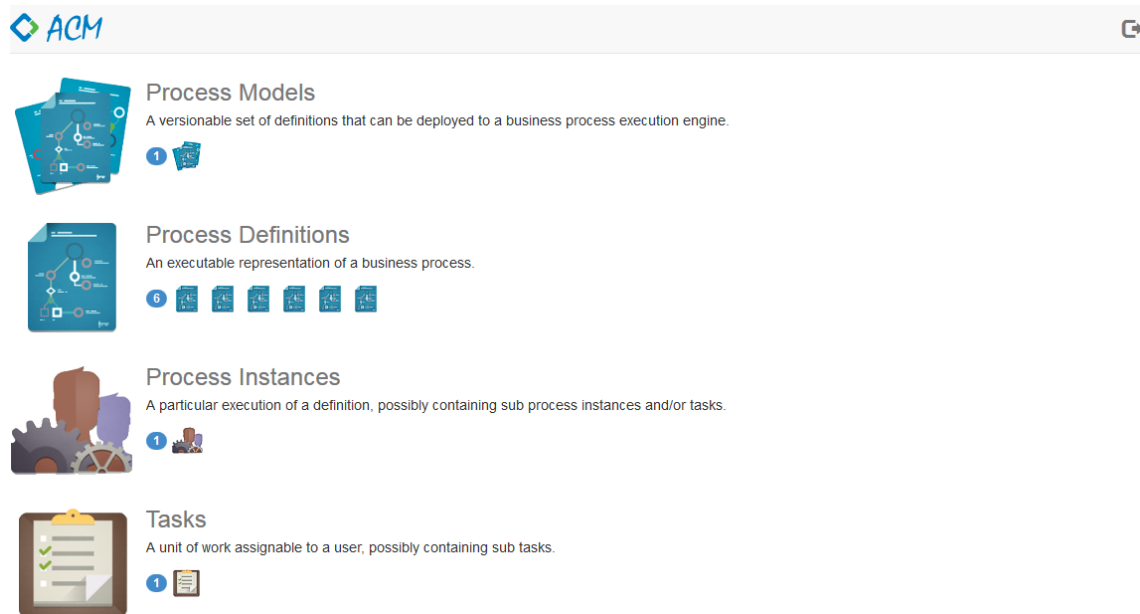 ACM
Process Models
A versionable set of definitions that can be deployed to a business process execution engine.
1
Process Definitions
An executable representation of a business process.
6
Process Instances
A particular execution of a definition, possibly containing sub process instances and/or tasks.
1
Tasks
A unit of work assignable to a user, possibly containing sub tasks.
1